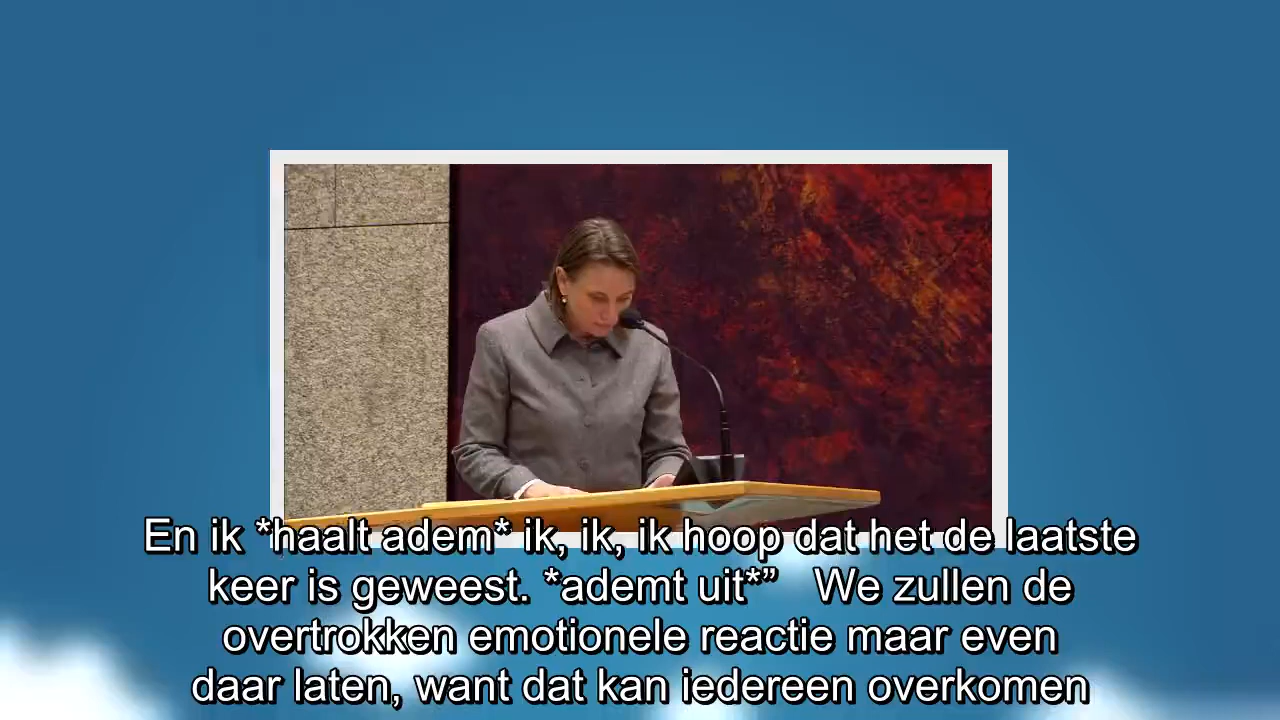 En ik *haalt adem* ik, ik, ik hoop dat het de laatste
keer is geweest. *ademt uit*” We zullen de
overtrokken emotionele reactie maar even
daar laten, want dat kan iedereen overkomen